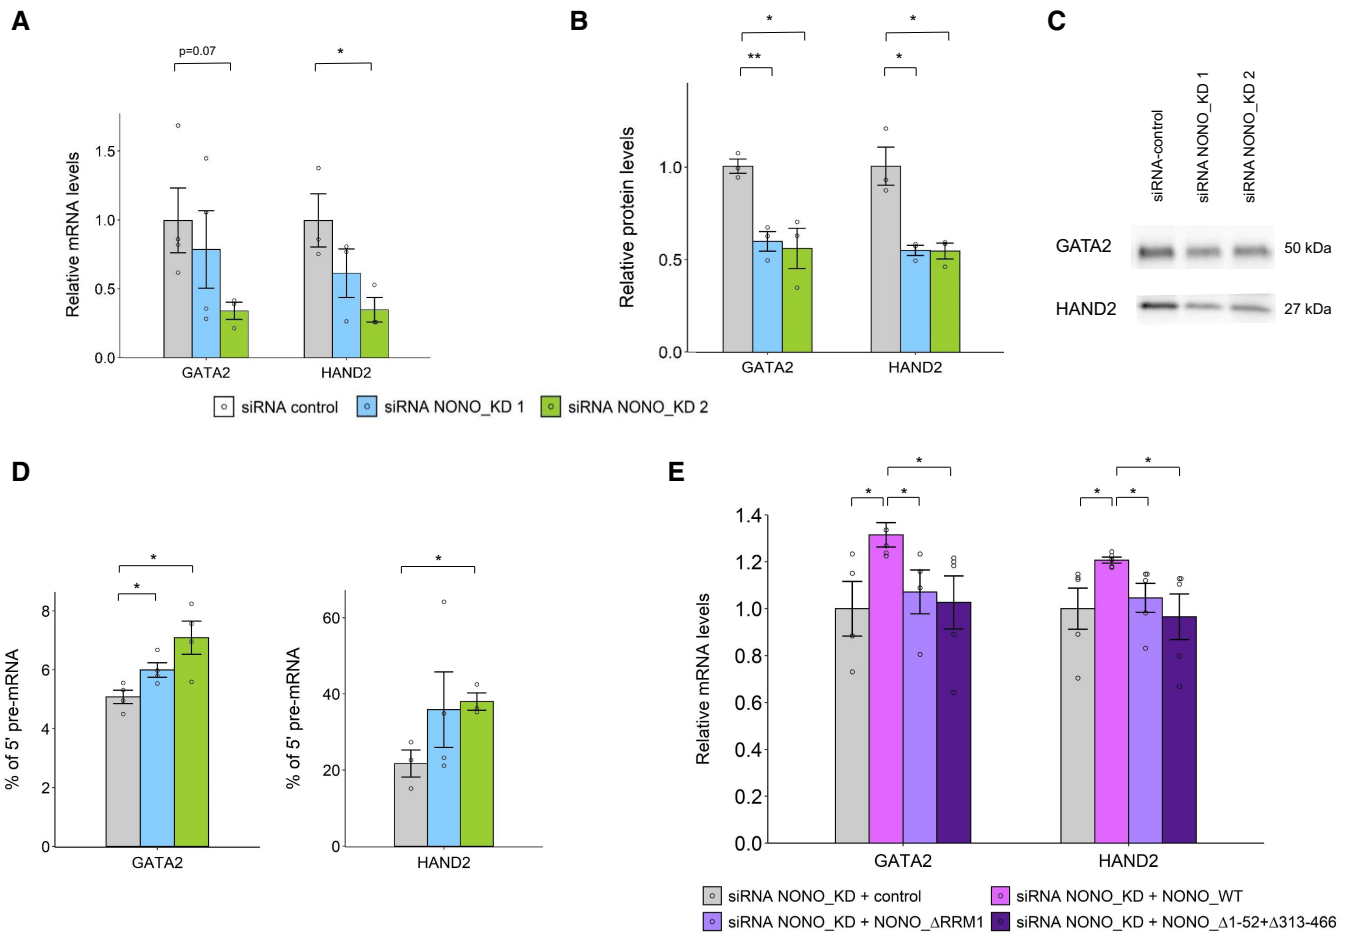 A
B
C
p=0.07
*
Relative mRNA levels
1.5
1.0
0.5
0.0
GATA2
HAND2
*
**
*
*
Relative protein levels
1.0
0.5
0.0
GATA2
HAND2
siRNA-control
siRNA NONO_KD 1
siRNA NONO_KD 2
GATA2
50 kDa
HAND2
27 kDa
siRNA control
siRNA NONO_KD 1
siRNA NONO_KD 2
D
*
*
% of 5' pre-mRNA
8
6
4
2
0
GATA2
*
% of 5' pre-mRNA
60
40
20
0
HAND2
E
*
*
*
*
*
*
Relative mRNA levels
1.4
1.2
1.0
0.8
0.6
0.4
0.2
0.0
GATA2
HAND2
siRNA NONO_KD + control
siRNA NONO_KD + NONO_WT
siRNA NONO_KD + NONO_ΔRRM1
siRNA NONO_KD + NONO_Δ1-52+Δ313-466